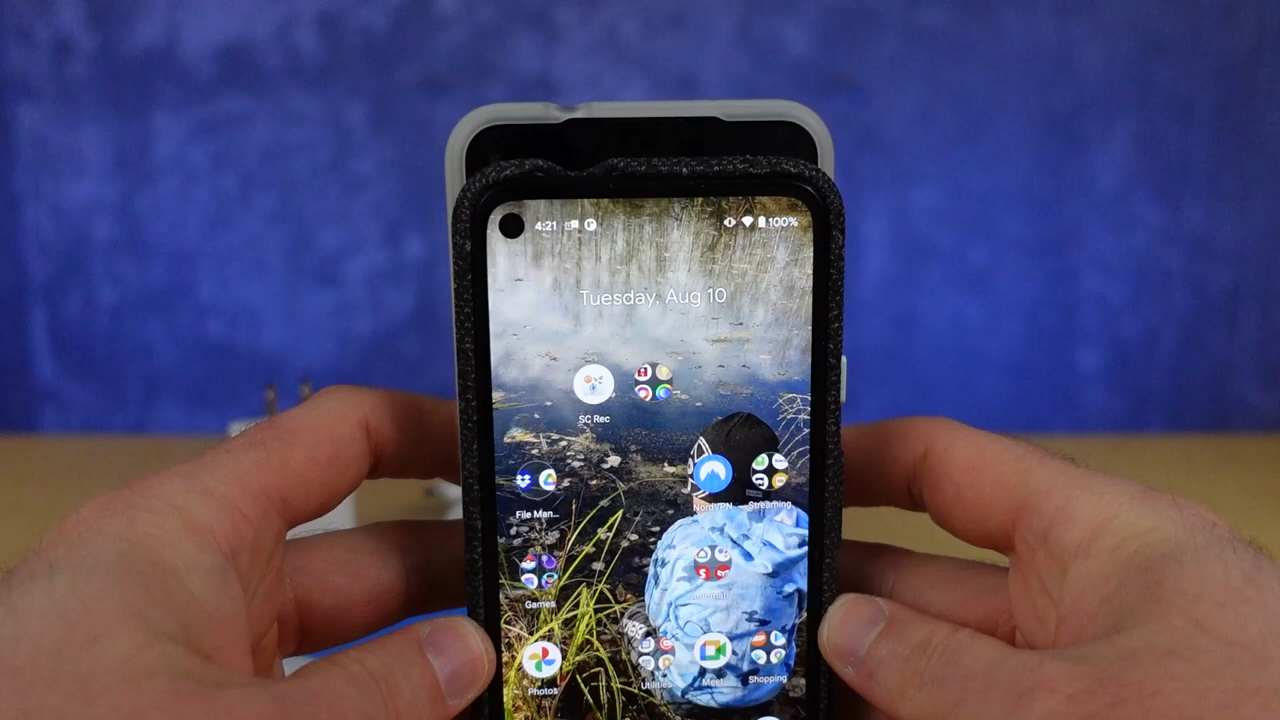 4:21
100%
Tuesday, Aug 10
SC Rec
File Man...
NordVPN
Streaming
Games
Photos
Utilities
Meet
Shopping